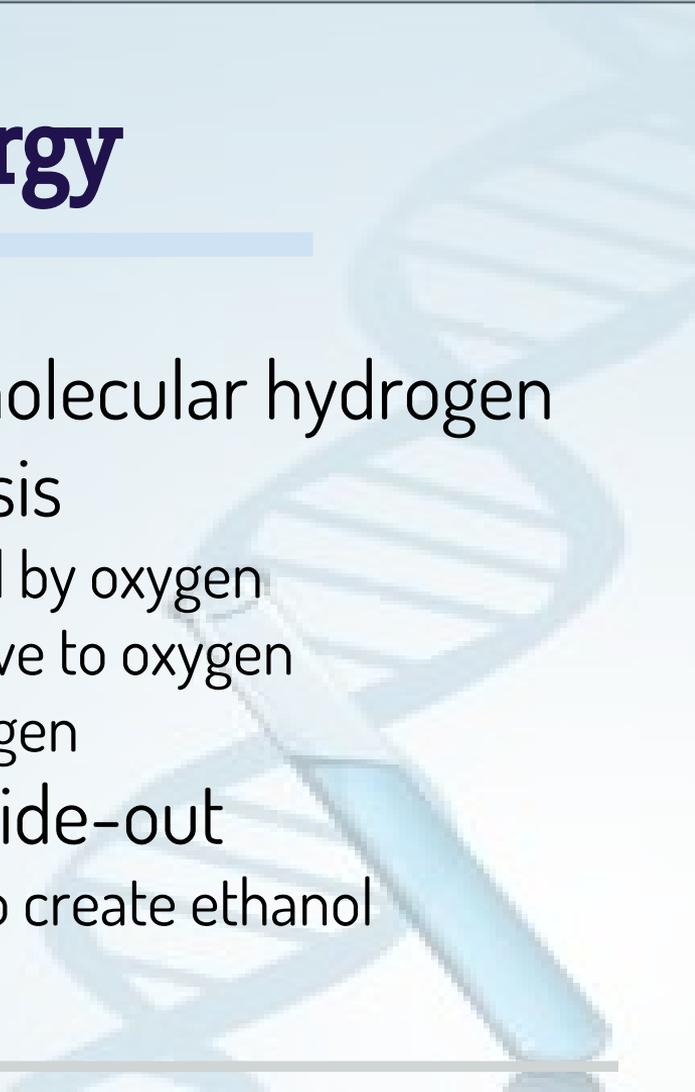 rgy
olecular hydrogen
sis
by oxygen
ve to oxygen
gen
ide-out
o create ethanol